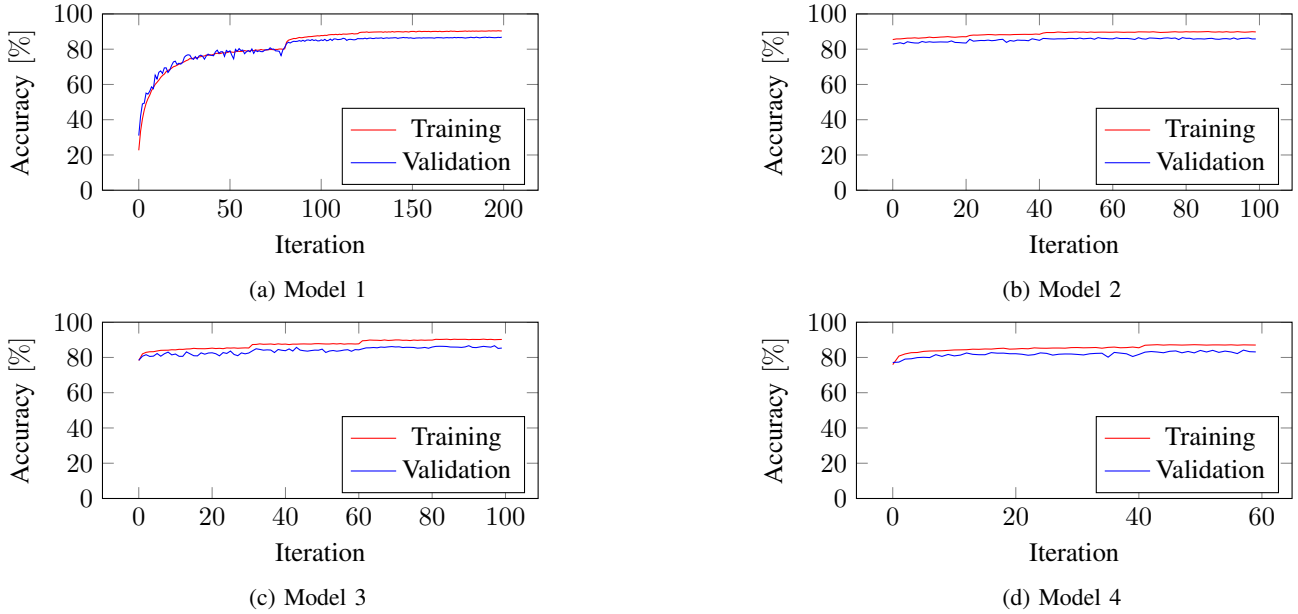 100
80
60
40
20
0
Accuracy [%]
Training
Validation
0 50 100 150 200
Iteration
(a) Model 1
100
80
60
40
20
0
Accuracy [%]
Training
Validation
0 20 40 60 80 100
Iteration
(b) Model 2
100
80
60
40
20
0
Accuracy [%]
Training
Validation
0 20 40 60 80 100
Iteration
(c) Model 3
100
80
60
40
20
0
Accuracy [%]
Training
Validation
0 20 40 60
Iteration
(d) Model 4